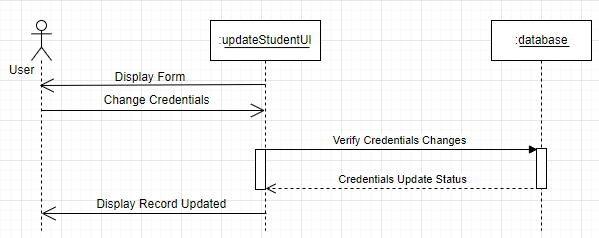 :updateStudentUI
:database
User
Display Form
Change Credentials
Verify Credentials Changes
Credentials Update Status
Display Record Updated